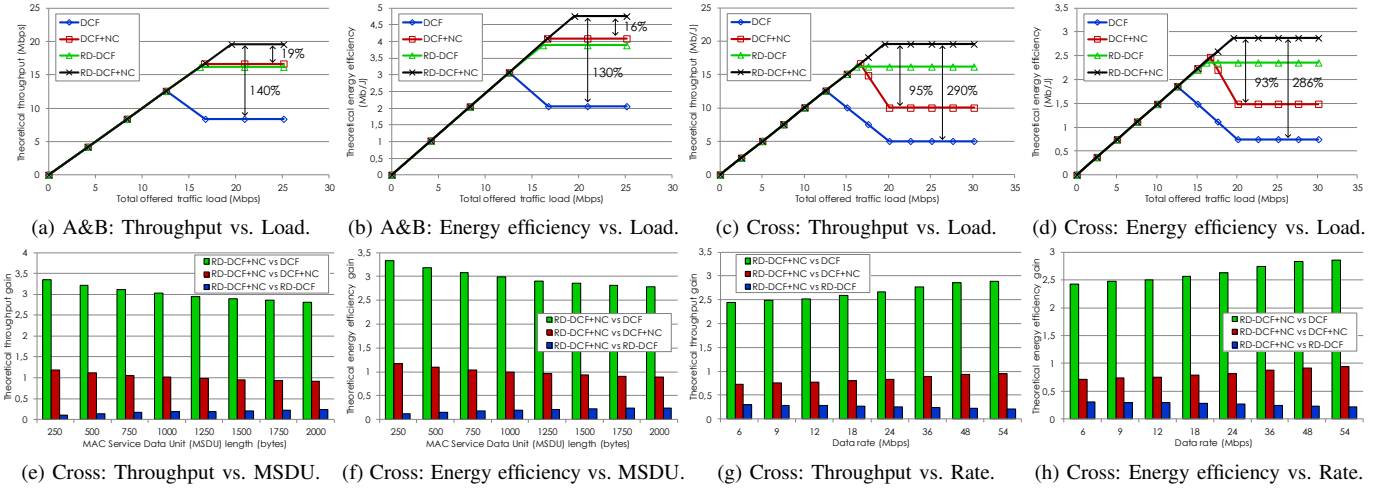 Theoretical throughput (Mbps)
25
20
15
10
5
0
DCF
DCF+NC
RD-DCF
RD-DCF+NC
19%
140%
0 5 10 15 20 25 30
Total offered traffic load (Mbps)
(a) A&B: Throughput vs. Load.
Theoretical energy efficiency
(Mb/J)
5
4,5
4
3,5
3
2,5
2
1,5
1
0,5
0
DCF
DCF+NC
RD-DCF
RD-DCF+NC
16%
130%
0 5 10 15 20 25 30
Total offered traffic load (Mbps)
(b) A&B: Energy efficiency vs. Load.
Theoretical throughput (Mb/J)
25
20
15
10
5
0
DCF
DCF+NC
RD-DCF
RD-DCF+NC
95%
290%
0 5 10 15 20 25 30 35
Total offered traffic load (Mbps)
(c) Cross: Throughput vs. Load.
Theoretical energy efficiency
(Mb/J)
3,5
3
2,5
2
1,5
1
0,5
0
DCF
DCF+NC
RD-DCF
RD-DCF+NC
93%
286%
0 5 10 15 20 25 30 35
Total offered traffic load (Mbps)
(d) Cross: Energy efficiency vs. Load.
Theoretical throughput gain
4
3,5
3
2,5
2
1,5
1
0,5
0
RD-DCF+NC vs DCF
RD-DCF+NC vs DCF+NC
RD-DCF+NC vs RD-DCF
250 500 750 1000 1250 1500 1750 2000
MAC Service Data Unit (MSDU) length (bytes)
(e) Cross: Throughput vs. MSDU.
Theoretical energy efficiency gain
3,5
3
2,5
2
1,5
1
0,5
0
RD-DCF+NC vs DCF
RD-DCF+NC vs DCF+NC
RD-DCF+NC vs RD-DCF
250 500 750 1000 1250 1500 1750 2000
MAC Service Data Unit (MSDU) length (bytes)
(f) Cross: Energy efficiency vs. MSDU.
Theoretical throughput gain
3,5
3
2,5
2
1,5
1
0,5
0
RD-DCF+NC vs DCF
RD-DCF+NC vs DCF+NC
RD-DCF+NC vs RD-DCF
6 9 12 18 24 36 48 54
Data rate (Mbps)
(g) Cross: Throughput vs. Rate.
Theoretical energy efficiency gain
3
2,5
2
1,5
1
0,5
0
RD-DCF+NC vs DCF
RD-DCF+NC vs DCF+NC
RD-DCF+NC vs RD-DCF
6 9 12 18 24 36 48 54
Data rate (Mbps)
(h) Cross: Energy efficiency vs. Rate.